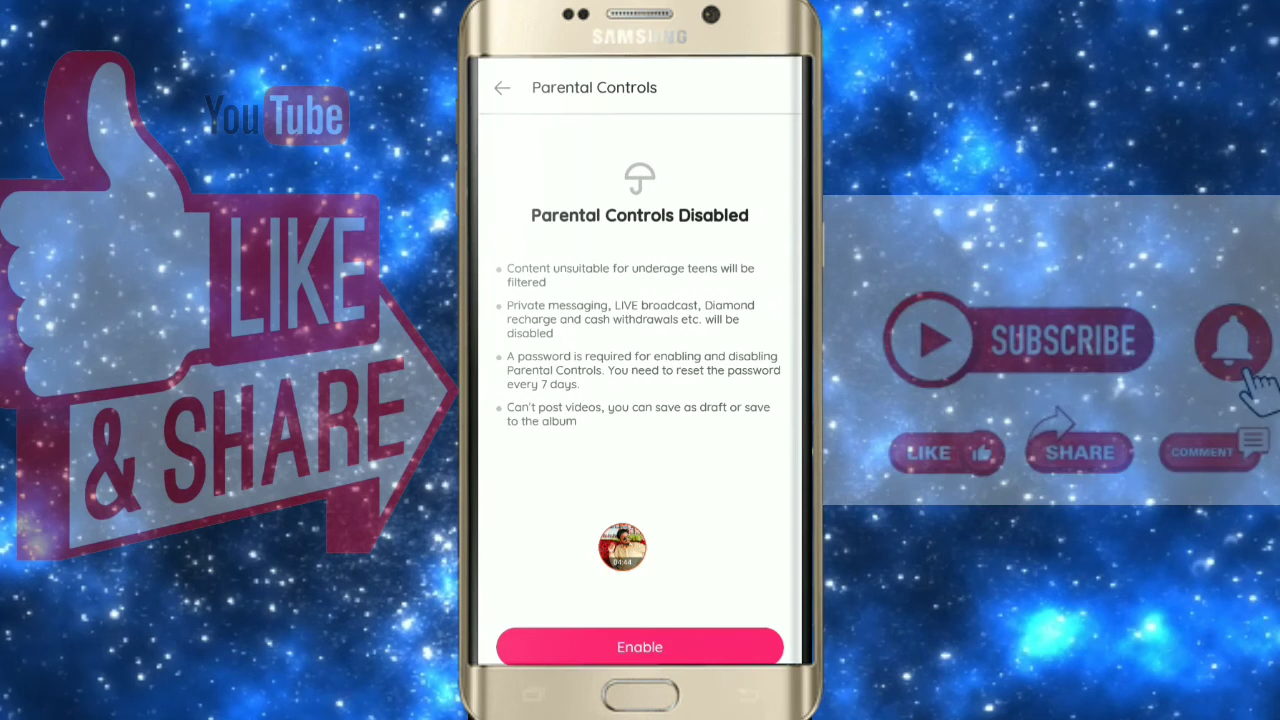 YouTube
LIKE
& SHARE
SAMSUNG
Parental Controls
Parental Controls Disabled
Content unsuitable for underage teens will be
filtered
Private messaging, LIVE broadcast, Diamond
recharge and cash withdrawals etc. will be
disabled
A password is required for enabling and disabling
Parental Controls. You need to reset the password
every 7 days.
Can't post videos, you can save as draft or save
to the album
04:44
Enable
SUBSCRIBE
LIKE
SHARE
COMMENT